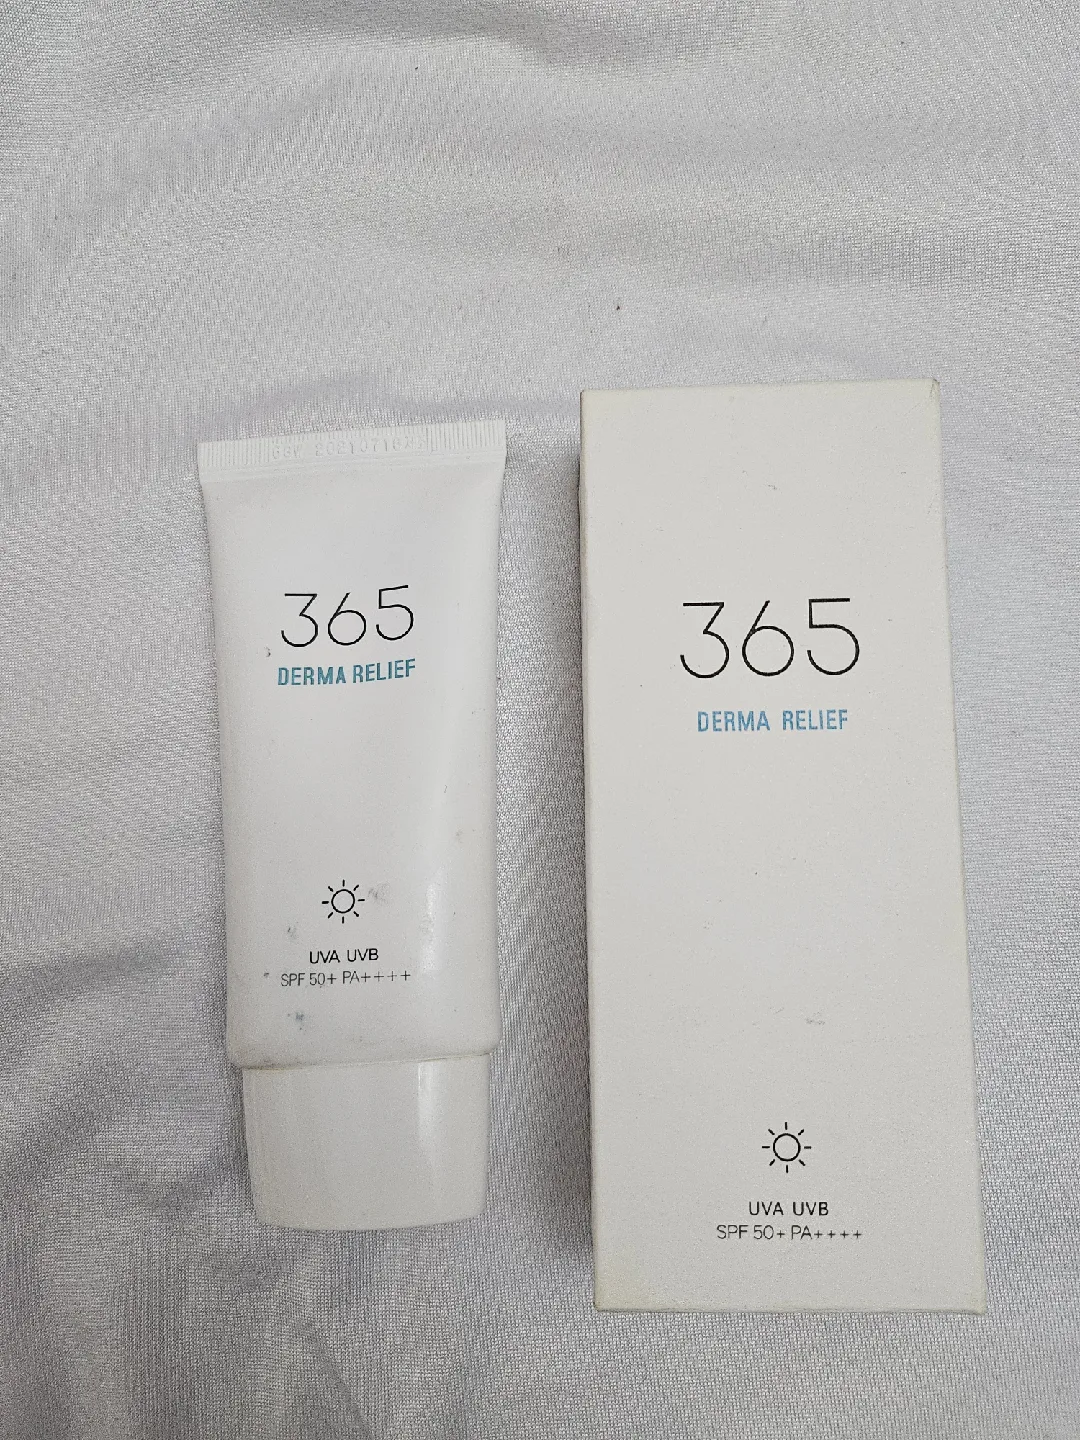 365
DERMA RELIEF
UVA UVB
SPF 50+ PA++++
365
DERMA RELIEF
UVA UVB
SPF 50+ PA++++